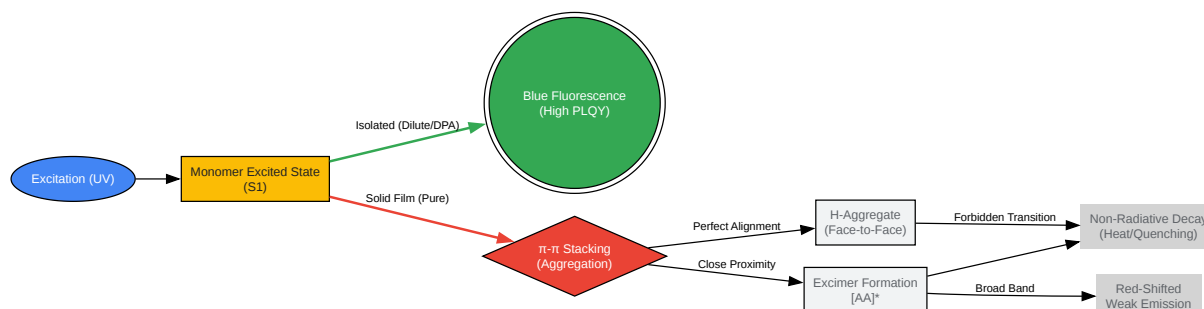 Excitation (UV)
Monomer Excited State
(S1)
Isolated (Dilute/DPA)
Blue Fluorescence
(High PLQY)
Solid Film (Pure)
π-π Stacking
(Aggregation)
Perfect Alignment
H-Aggregate
(Face-to-Face)
Forbidden Transition
Non-Radiative Decay
(Heat/Quenching)
Close Proximity
Excimer Formation
[AA]*
Broad Band
Red-Shifted
Weak Emission